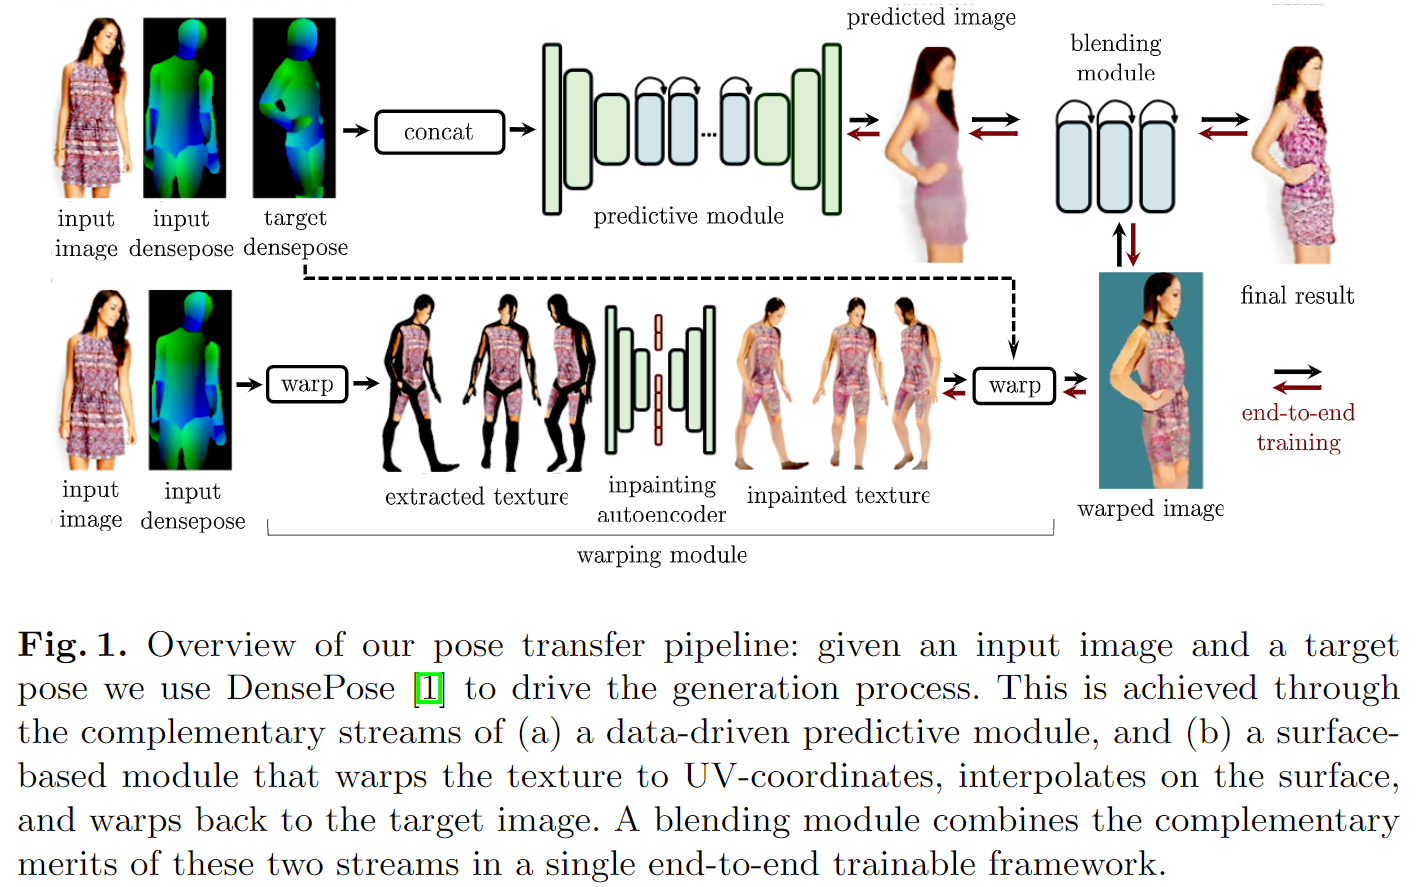 predicted image
blending
module
concat
predictive module
input
image
input
densepose
target
densepose
final result
warp
warp
end-to-end
training
input
image
input
densepose
extracted texture
inpainting
autoencoder
inpainted texture
warped image
warping module
Fig. 1. Overview of our pose transfer pipeline: given an input image and a target
pose we use DensePose [1] to drive the generation process. This is achieved through
the complementary streams of (a) a data-driven predictive module, and (b) a surface-
based module that warps the texture to UV-coordinates, interpolates on the surface,
and warps back to the target image. A blending module combines the complementary
merits of these two streams in a single end-to-end trainable framework.